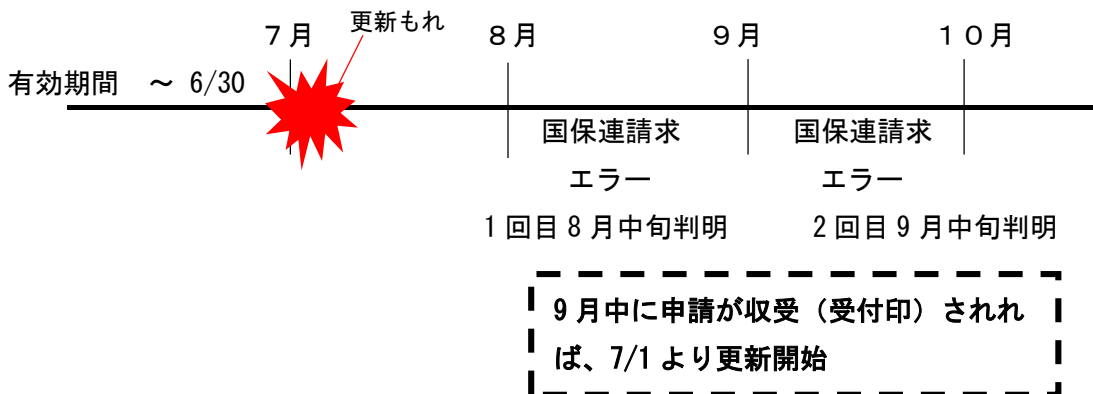 更新もれ
7月 8月 9月 10月
有効期間 ～ 6/30
国保連請求 国保連請求
エラー エラー
1回目8月中旬判明 2回目9月中旬判明
9月中に申請が収受（受付印）されれ
ば、7/1より更新開始